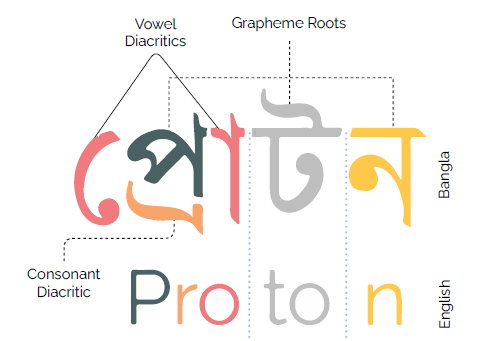 Vowel
Diacritics
Grapheme Roots
প্রোটন
Bangla
Consonant
Diacritic
Proton
English